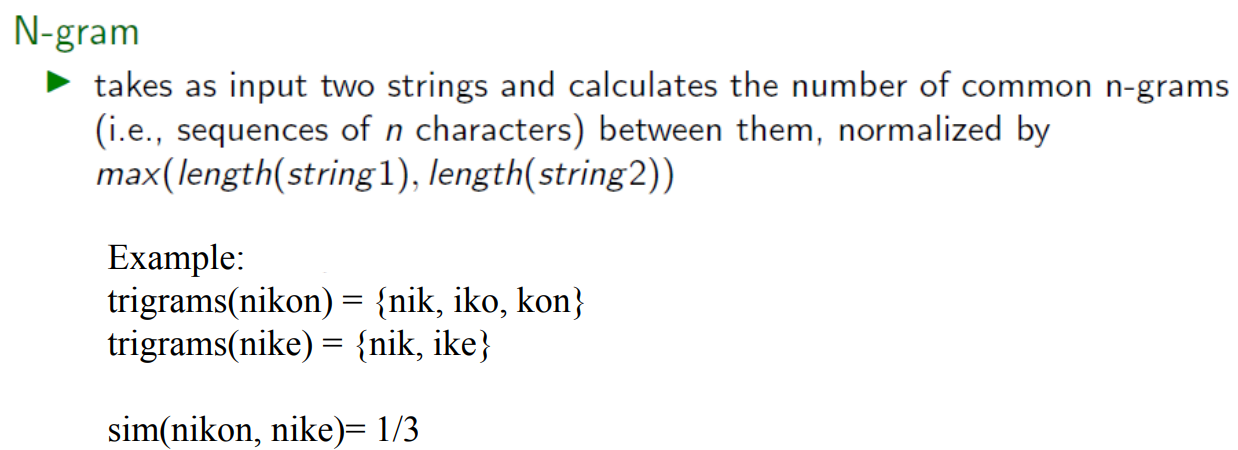 N-gram
takes as input two strings and calculates the number of common n-grams
(i.e., sequences of n characters) between them, normalized by
max(length(string1), length(string2))
Example:
trigrams(nikon) = {nik, iko, kon}
trigrams(nike) = {nik, ike}
sim(nikon, nike)= 1/3